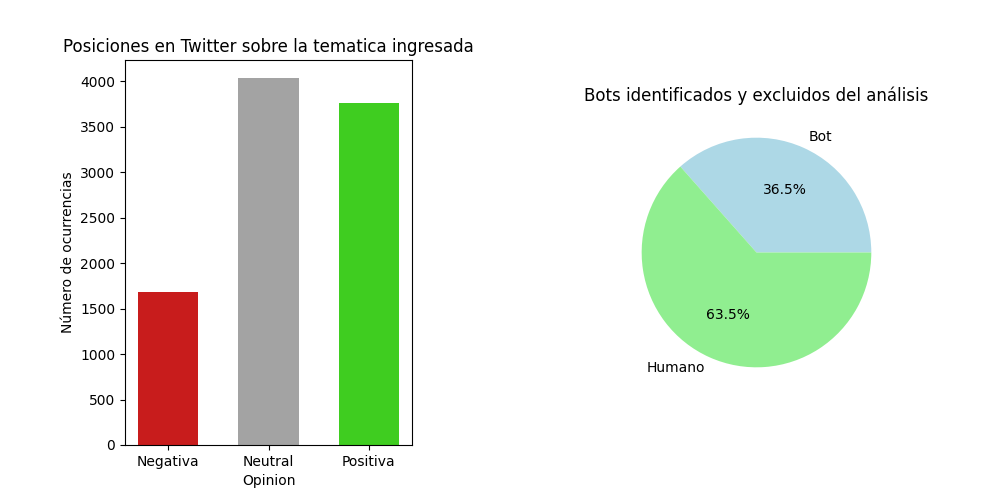 Posiciones en Twitter sobre la tematica ingresada
Número de ocurrencias
4000
3500
3000
2500
2000
1500
1000
500
0
Negativa
Neutral
Positiva
Opinion
Bots identificados y excluidos del análisis
Bot
36.5%
63.5%
Humano